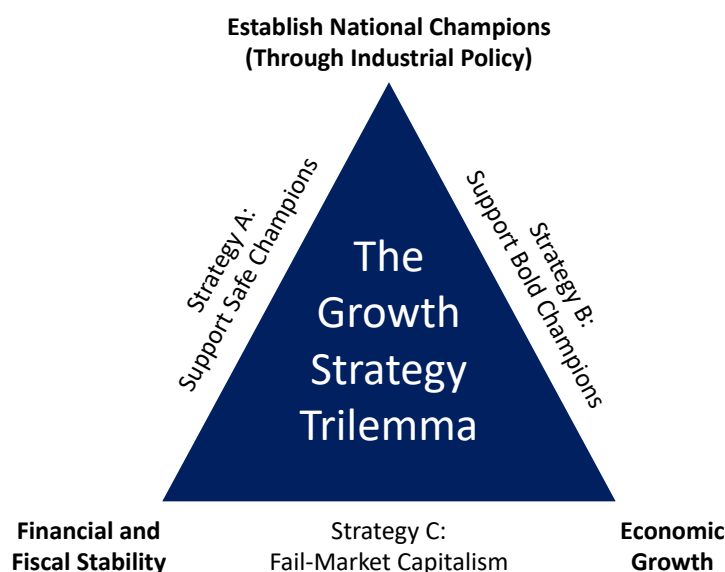 Establish National Champions
(Through Industrial Policy)
Strategy A:
Support Safe Champions
Strategy B:
Support Bold Champions
The
Growth
Strategy
Trilemma
Financial and
Fiscal Stability
Strategy C:
Fail-Market Capitalism
Economic
Growth